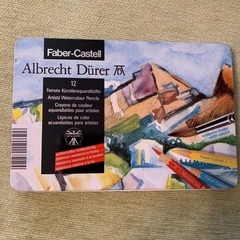 Faber-Castell
Albrecht Dürer
12
Feinste Künstleraquarellstifte
Artists' Watercolour Pencils
Crayons de couleur
aquarellables pour artistes
Lápices de color
acuarelables para artistas